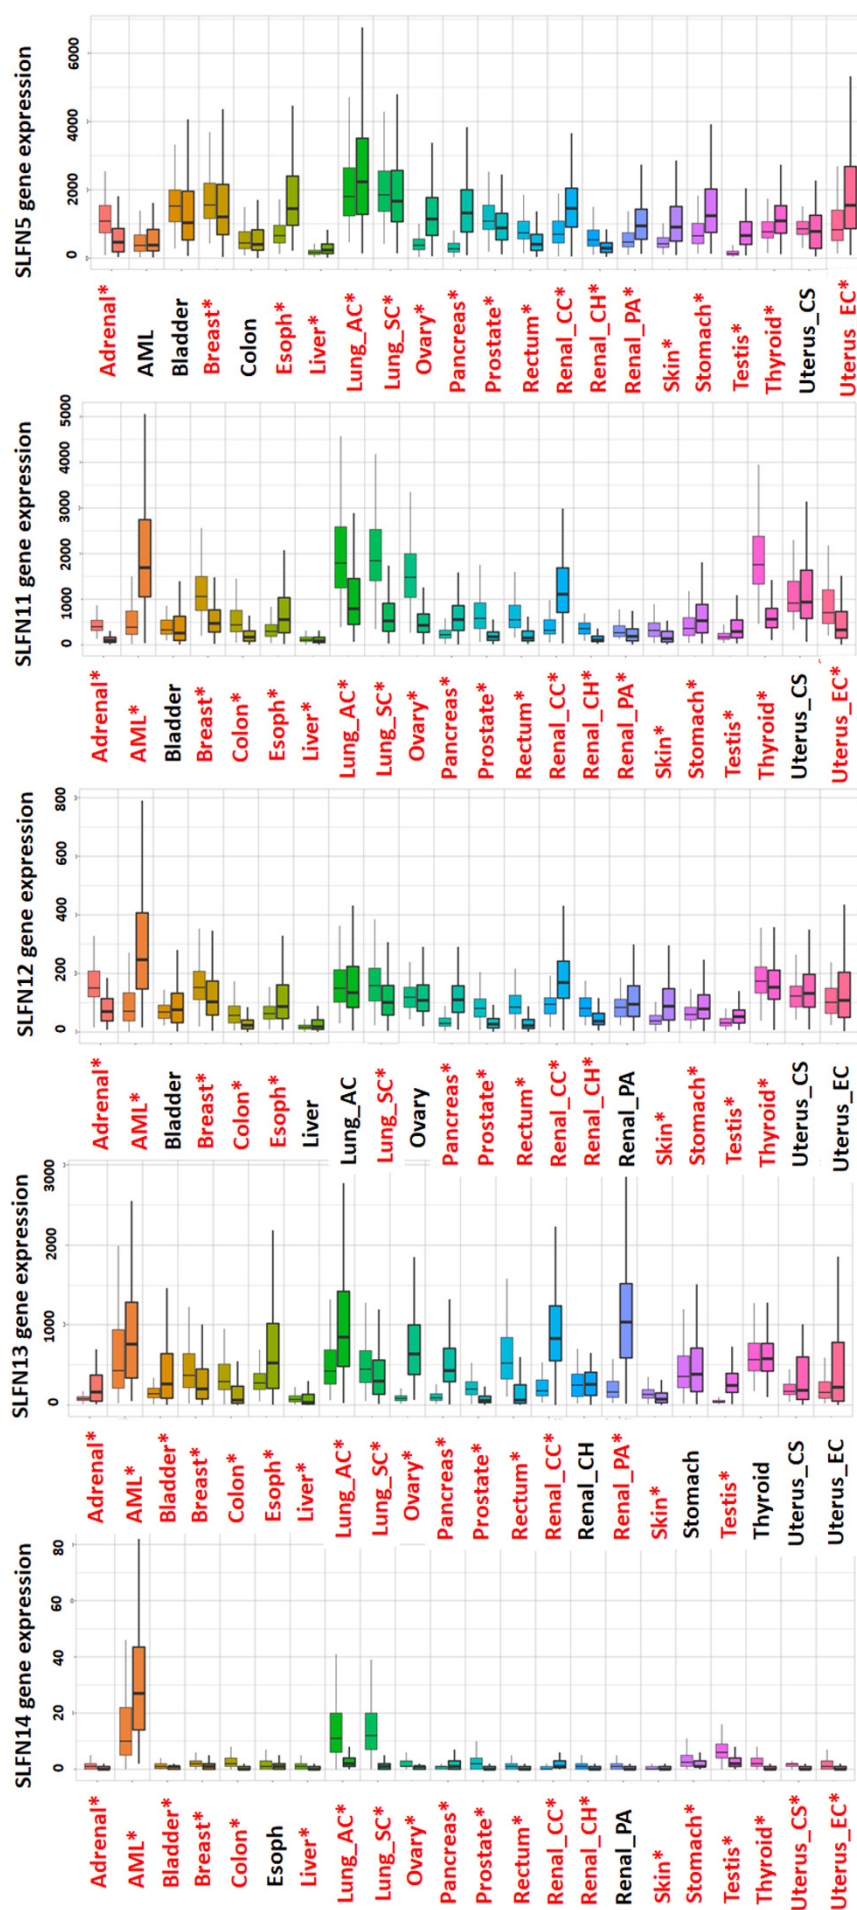 SLFN5 gene expression
6000
4000
2000
0
Adrenal*
AML
Bladder
Breast*
Colon
Esoph*
Liver*
Lung_AC*
Lung_SC*
Ovary*
Pancreas*
Prostate*
Rectum*
Renal_CC*
Renal_CH*
Renal_PA*
Skin*
Stomach*
Testis*
Thyroid*
Uterus_CS
Uterus_EC*
SLFN11 gene expression
5000
4000
3000
2000
1000
0
Adrenal*
AML*
Bladder
Breast*
Colon*
Esoph*
Liver*
Lung_AC*
Lung_SC*
Ovary*
Pancreas*
Prostate*
Rectum*
Renal_CC*
Renal_CH*
Renal_PA*
Skin*
Stomach*
Testis*
Thyroid*
Uterus_CS
Uterus_EC*
SLFN12 gene expression
800
600
400
200
0
Adrenal*
AML*
Bladder
Breast*
Colon*
Esoph*
Liver
Lung_AC
Lung_SC*
Ovary
Pancreas*
Prostate*
Rectum*
Renal_CC*
Renal_CH*
Renal_PA
Skin*
Stomach*
Testis*
Thyroid*
Uterus_CS
Uterus_EC
SLFN13 gene expression
3000
2000
1000
0
Adrenal*
AML*
Bladder*
Breast*
Colon*
Esoph*
Liver*
Lung_AC*
Lung_SC*
Ovary*
Pancreas*
Prostate*
Rectum*
Renal_CC*
Renal_CH
Renal_PA*
Skin*
Stomach
Testis*
Thyroid
Uterus_CS
Uterus_EC
SLFN14 gene expression
80
60
40
20
0
Adrenal*
AML*
Bladder*
Breast*
Colon*
Esoph
Liver*
Lung_AC*
Lung_SC*
Ovary*
Pancreas*
Prostate*
Rectum*
Renal_CC*
Renal_CH*
Renal_PA
Skin*
Stomach*
Testis*
Thyroid*
Uterus_CS*
Uterus_EC*